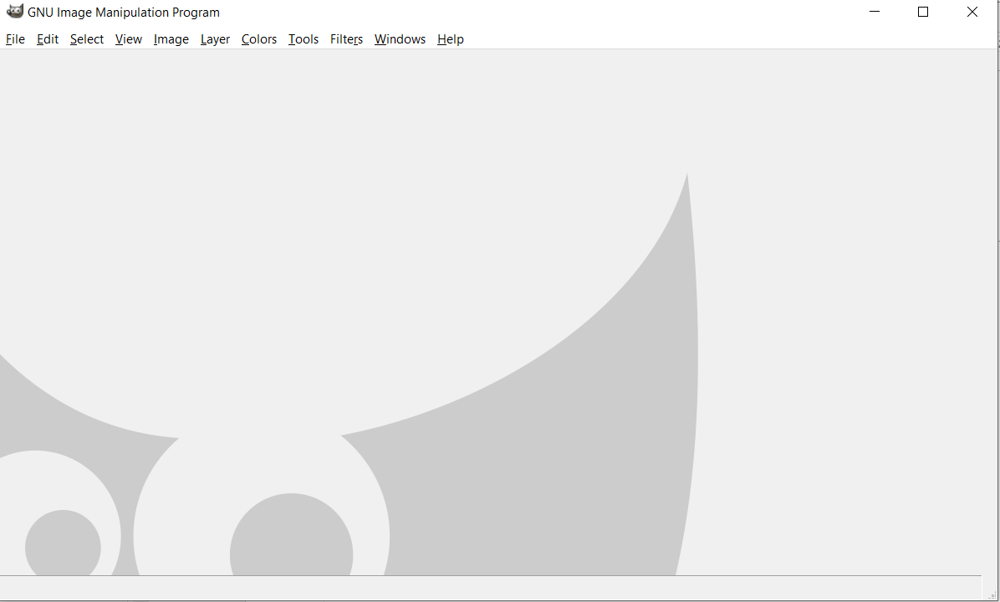 GNU Image Manipulation Program
File Edit Select View Image Layer Colors Tools Filters Windows Help